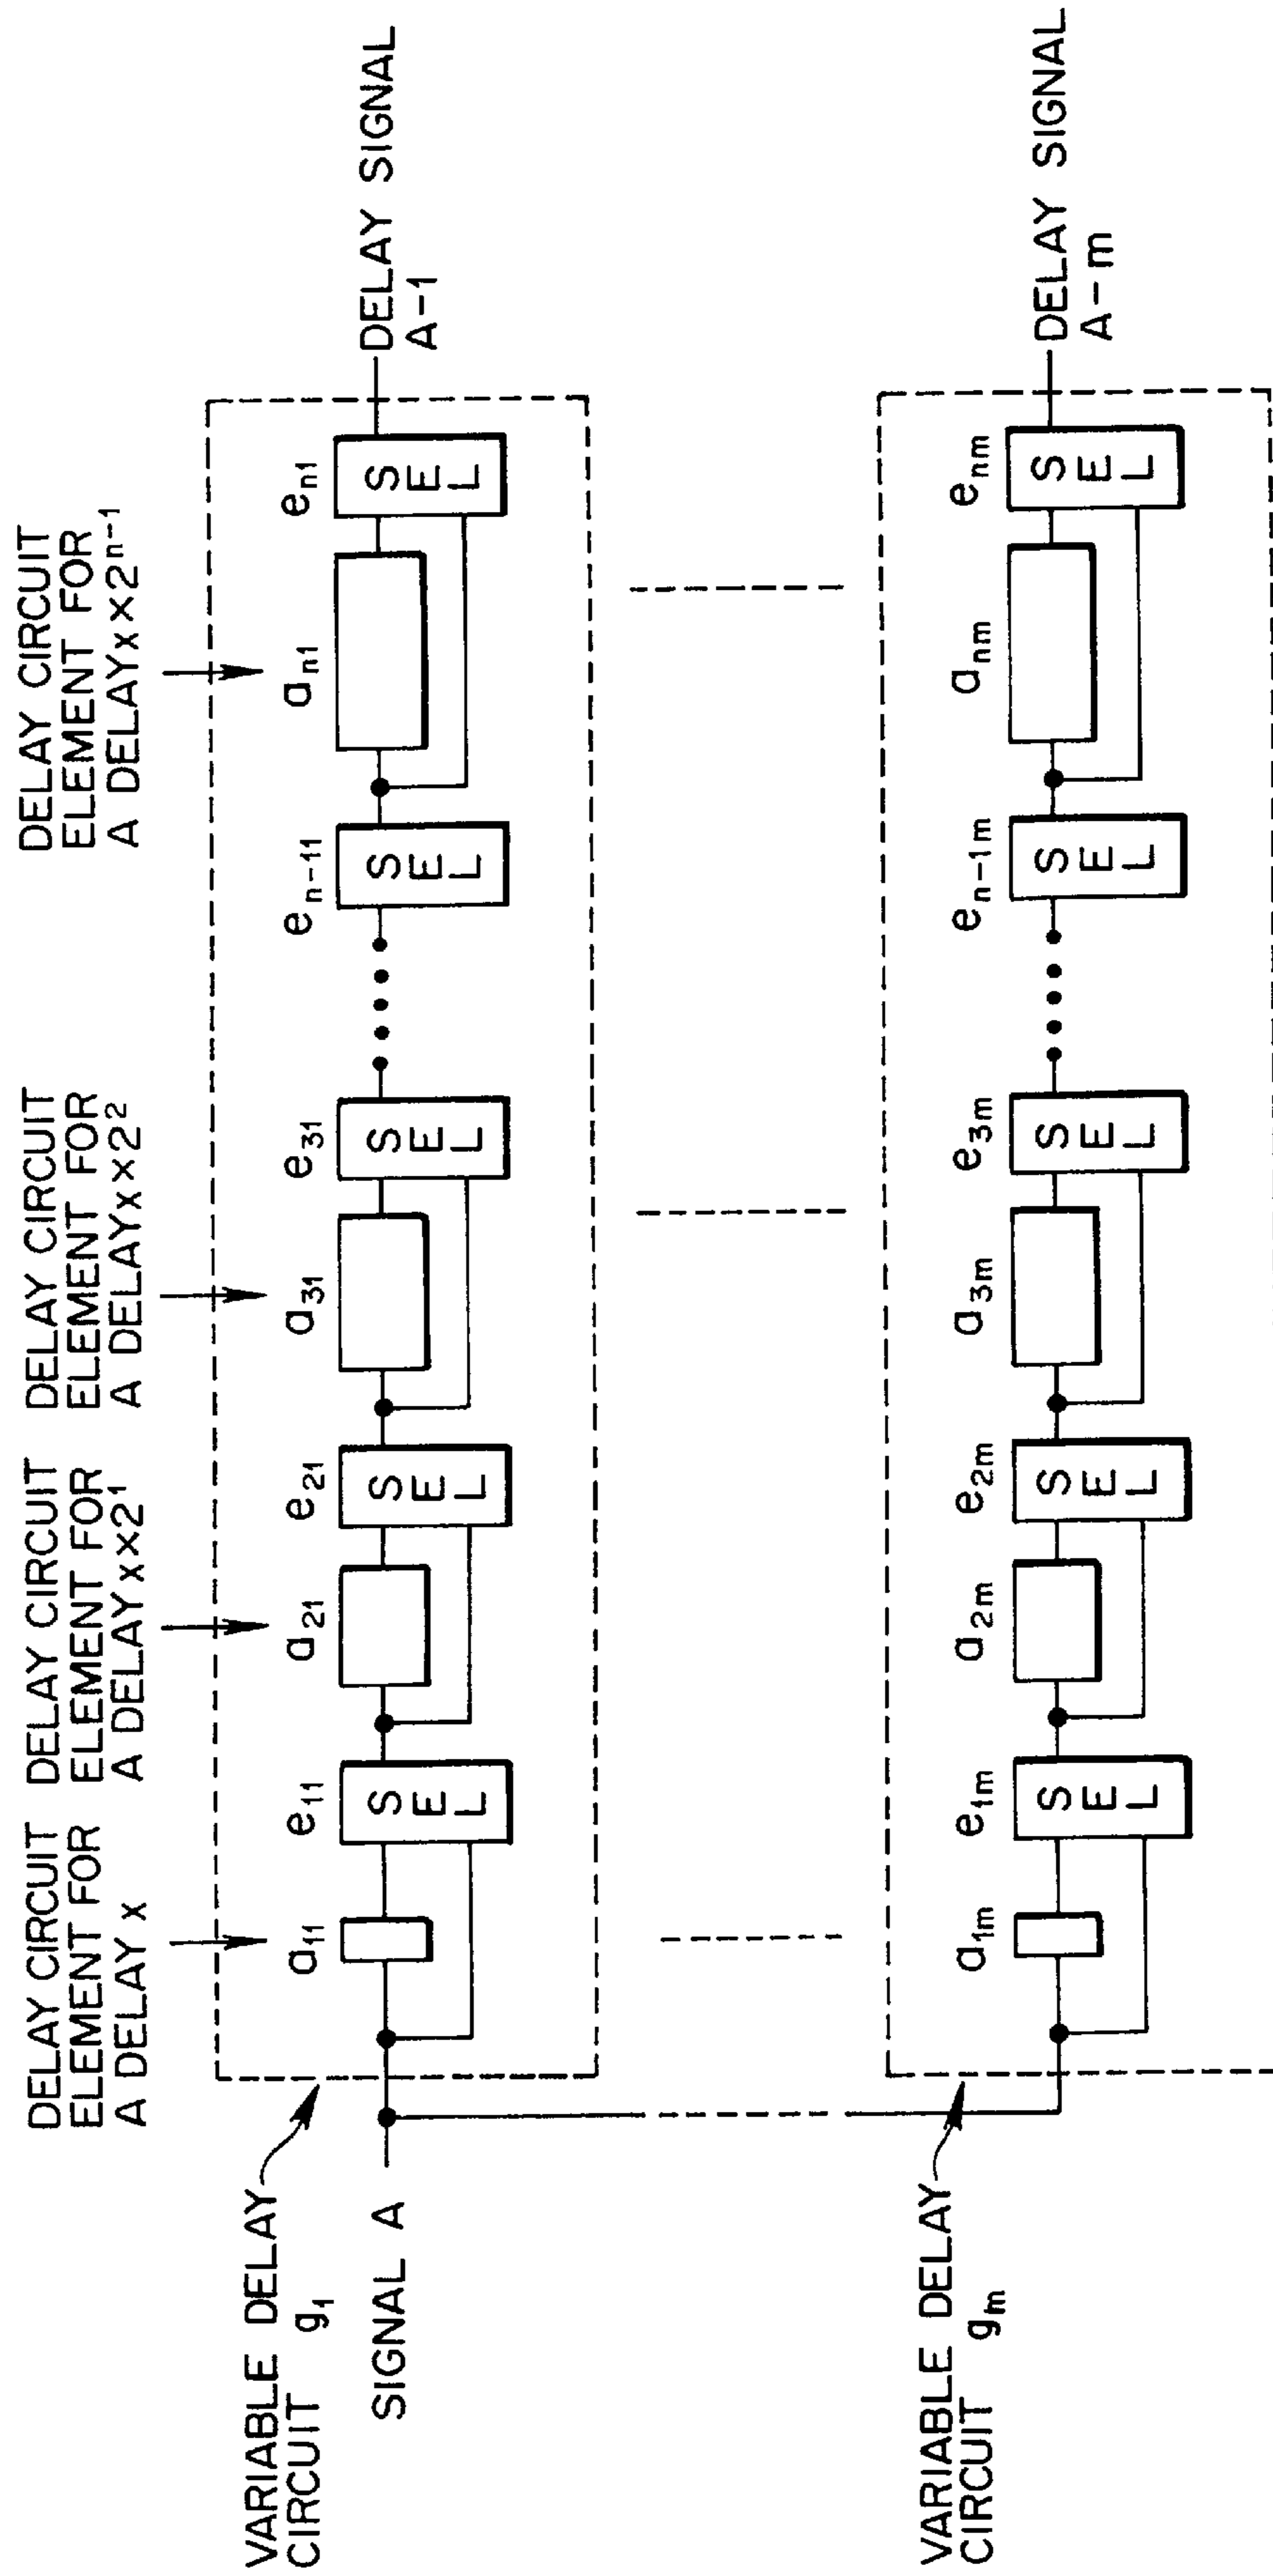 DELAY CIRCUIT
ELEMENT FOR
A DELAY x
DELAY CIRCUIT
ELEMENT FOR
A DELAY x×2¹
DELAY CIRCUIT
ELEMENT FOR
A DELAY x×2²
DELAY CIRCUIT
ELEMENT FOR
A DELAY x×2ⁿ⁻¹
VARIABLE DELAY
CIRCUIT g₁
a₁₁
e₁₁
a₂₁
e₂₁
a₃₁
e₃₁
eₙ₋₁₁
aₙ₁
eₙ₁
SIGNAL A
SEL
SEL
SEL
SEL
SEL
DELAY SIGNAL
A-1
VARIABLE DELAY
CIRCUIT gₘ
a₁ₘ
e₁ₘ
a₂ₘ
e₂ₘ
a₃ₘ
e₃ₘ
eₙ₋₁ₘ
aₙₘ
eₙₘ
SEL
SEL
SEL
SEL
SEL
DELAY SIGNAL
A-m